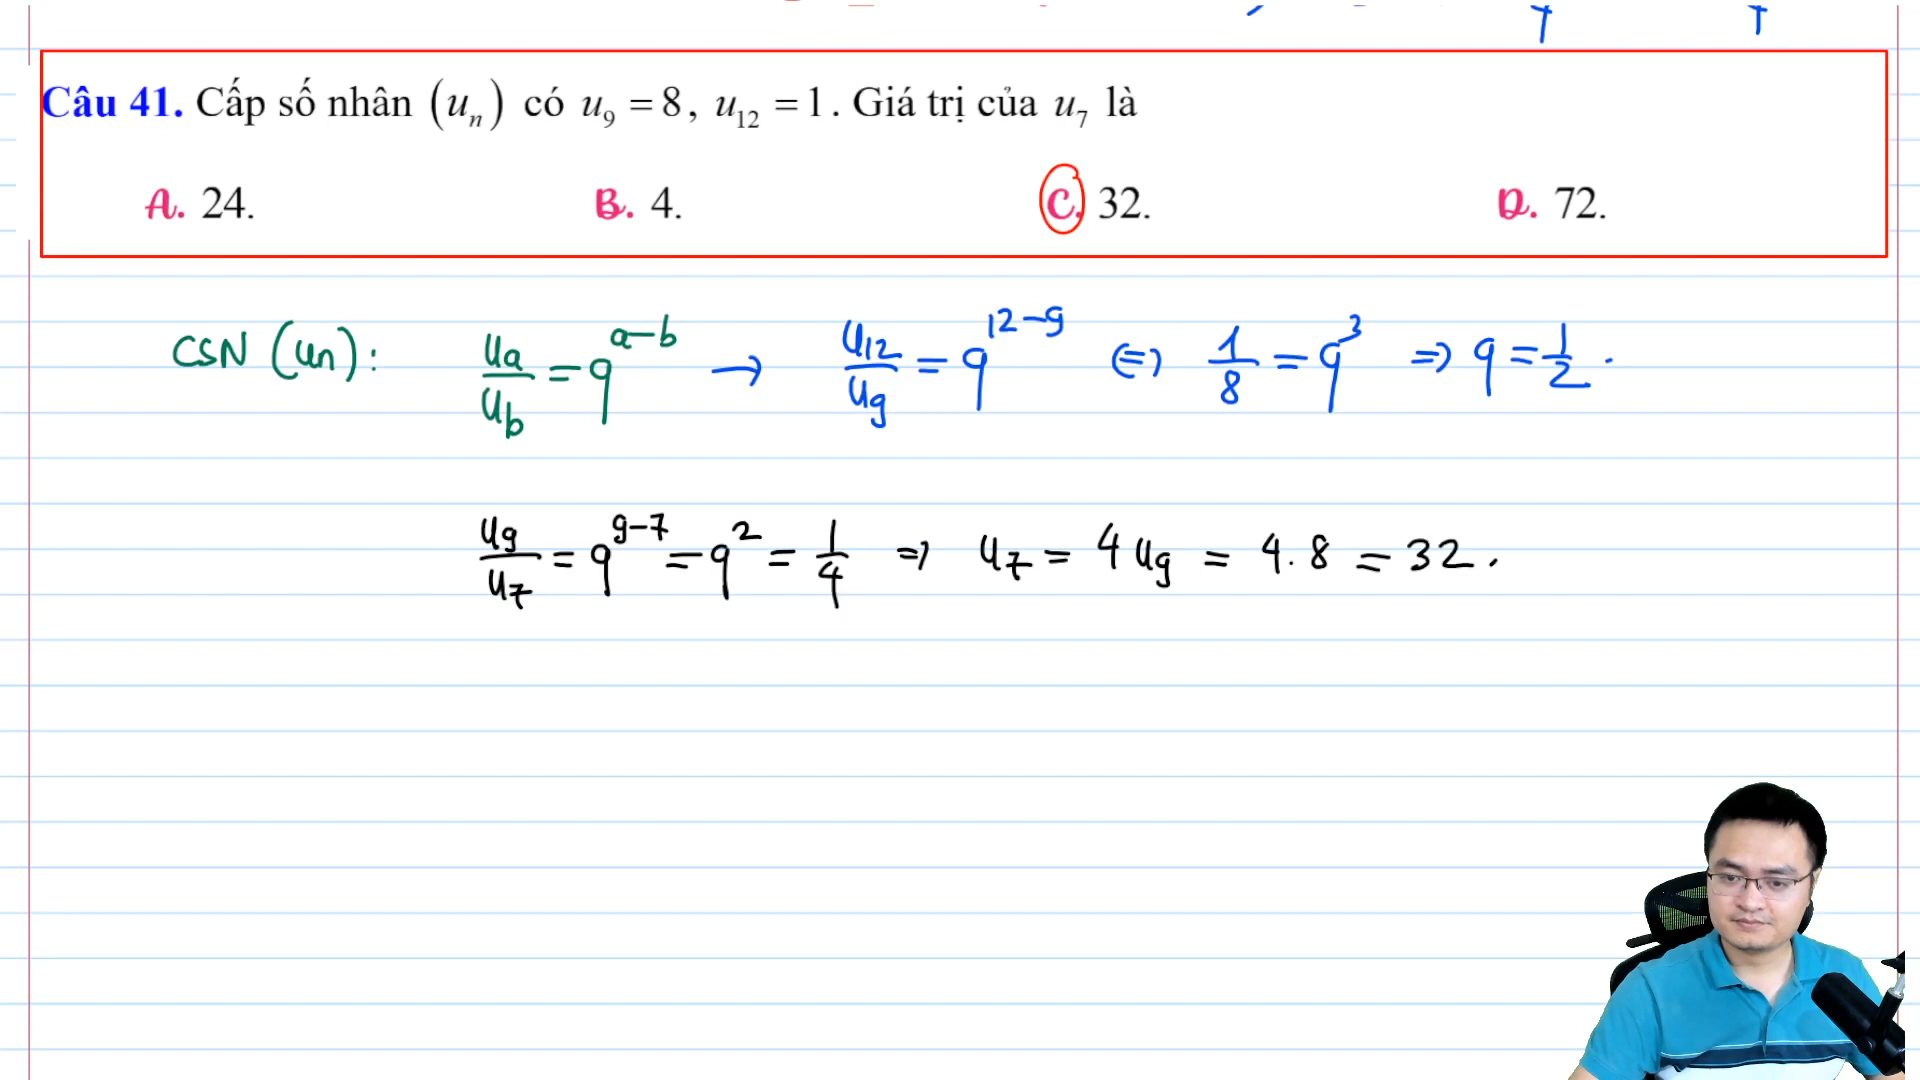 Câu 41. Cấp số nhân (uₙ) có u₉ = 8, u₁₂ = 1. Giá trị của u₇ là
A. 24. B. 4. C. 32. D. 72.
CSN (un): ua/ub = q^(a-b) → u12/u9 = q^(12-9) ⇔ 1/8 = q^3 ⇒ q = 1/2.
u9/u7 = q^(9-7) = q^2 = 1/4 ⇒ u7 = 4u9 = 4.8 = 32.